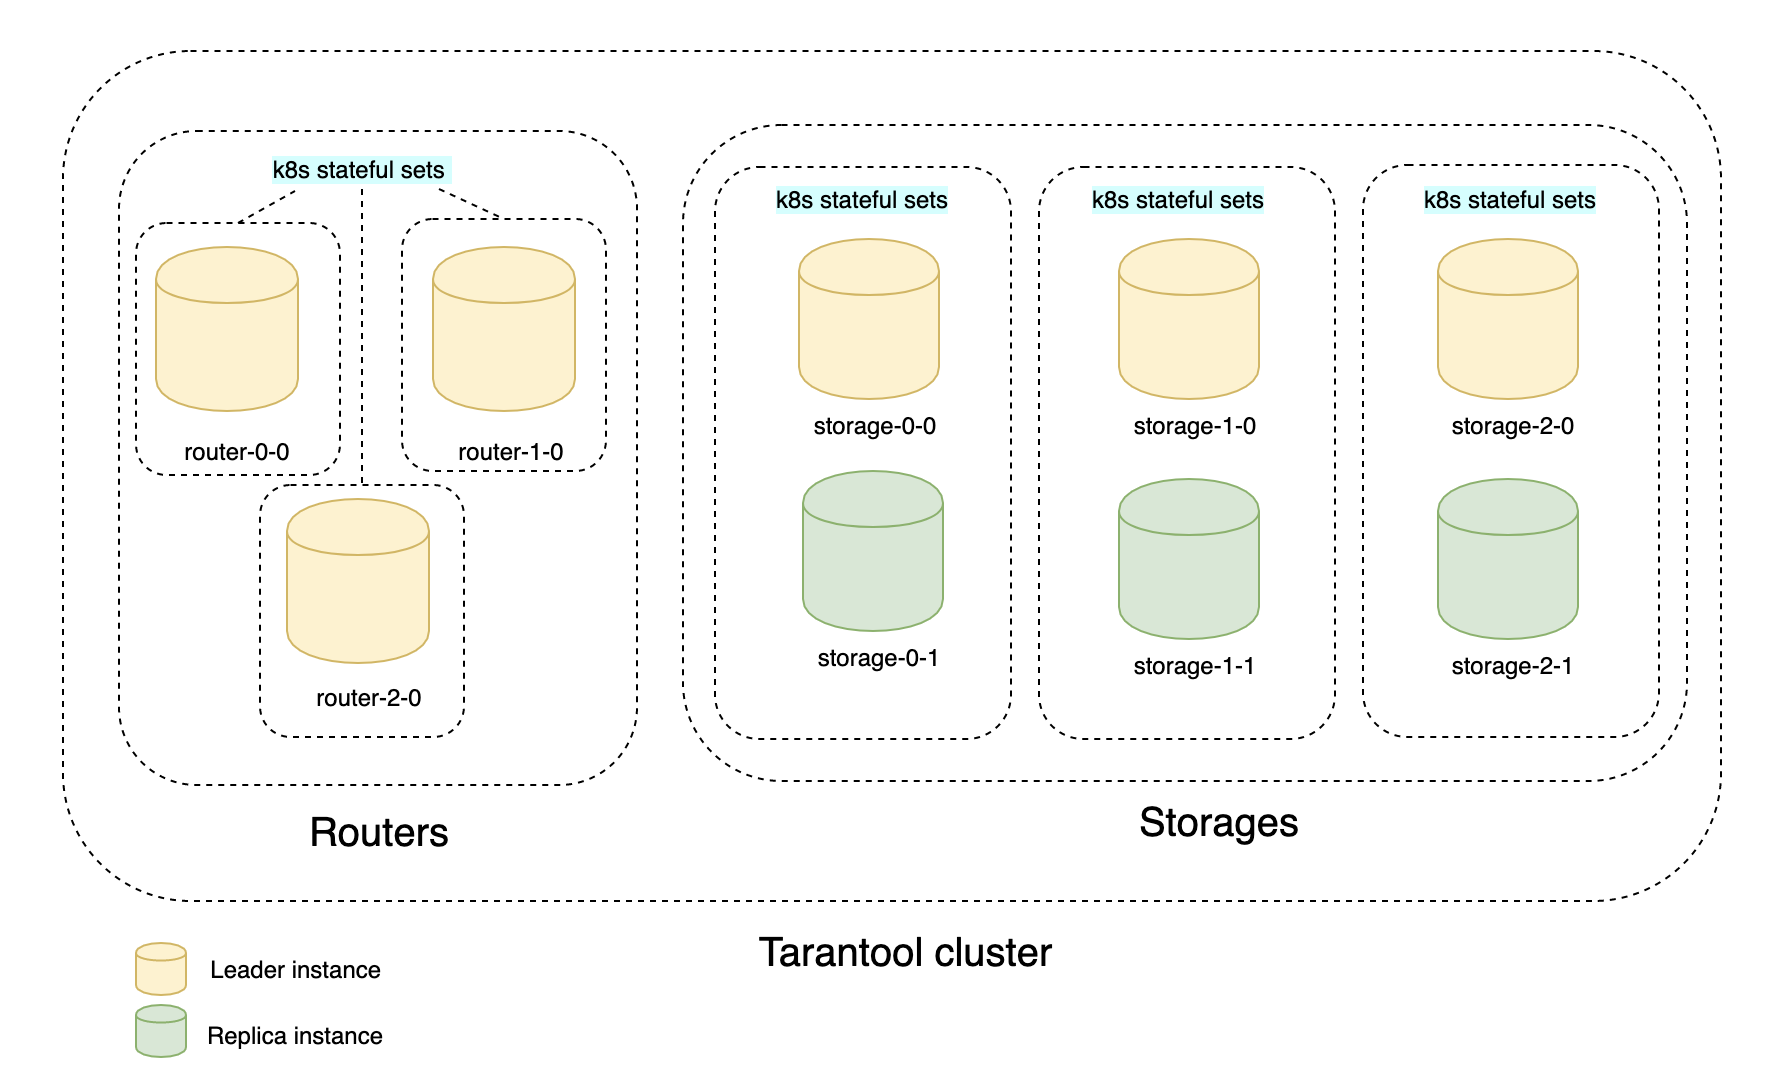 k8s stateful sets
router-0-0
router-1-0
router-2-0
Routers
k8s stateful sets
storage-0-0
storage-0-1
k8s stateful sets
storage-1-0
storage-1-1
k8s stateful sets
storage-2-0
storage-2-1
Storages
Tarantool cluster
Leader instance
Replica instance